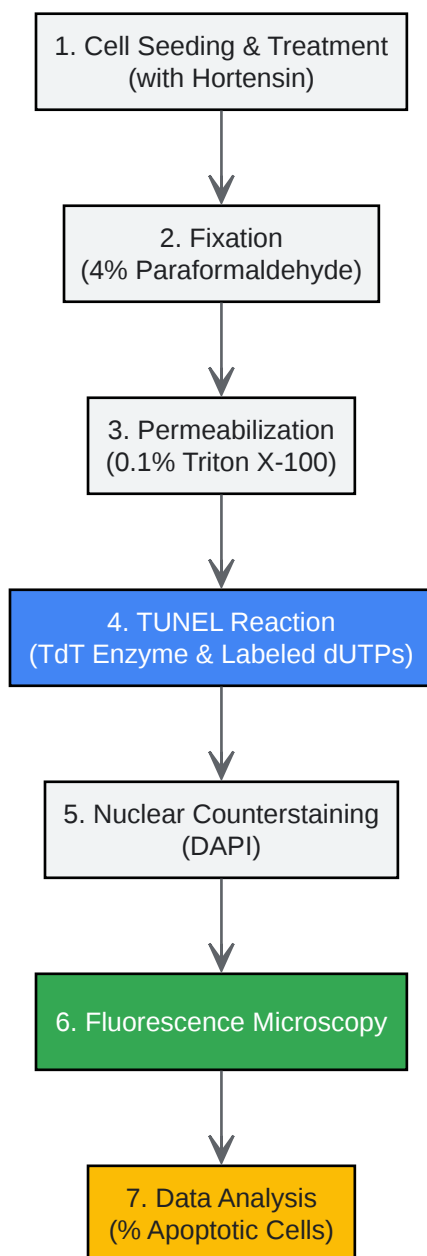 1. Cell Seeding & Treatment
(with Hortensin)
2. Fixation
(4% Paraformaldehyde)
3. Permeabilization
(0.1% Triton X-100)
4. TUNEL Reaction
(TdT Enzyme & Labeled dUTPs)
5. Nuclear Counterstaining
(DAPI)
6. Fluorescence Microscopy
7. Data Analysis
(% Apoptotic Cells)